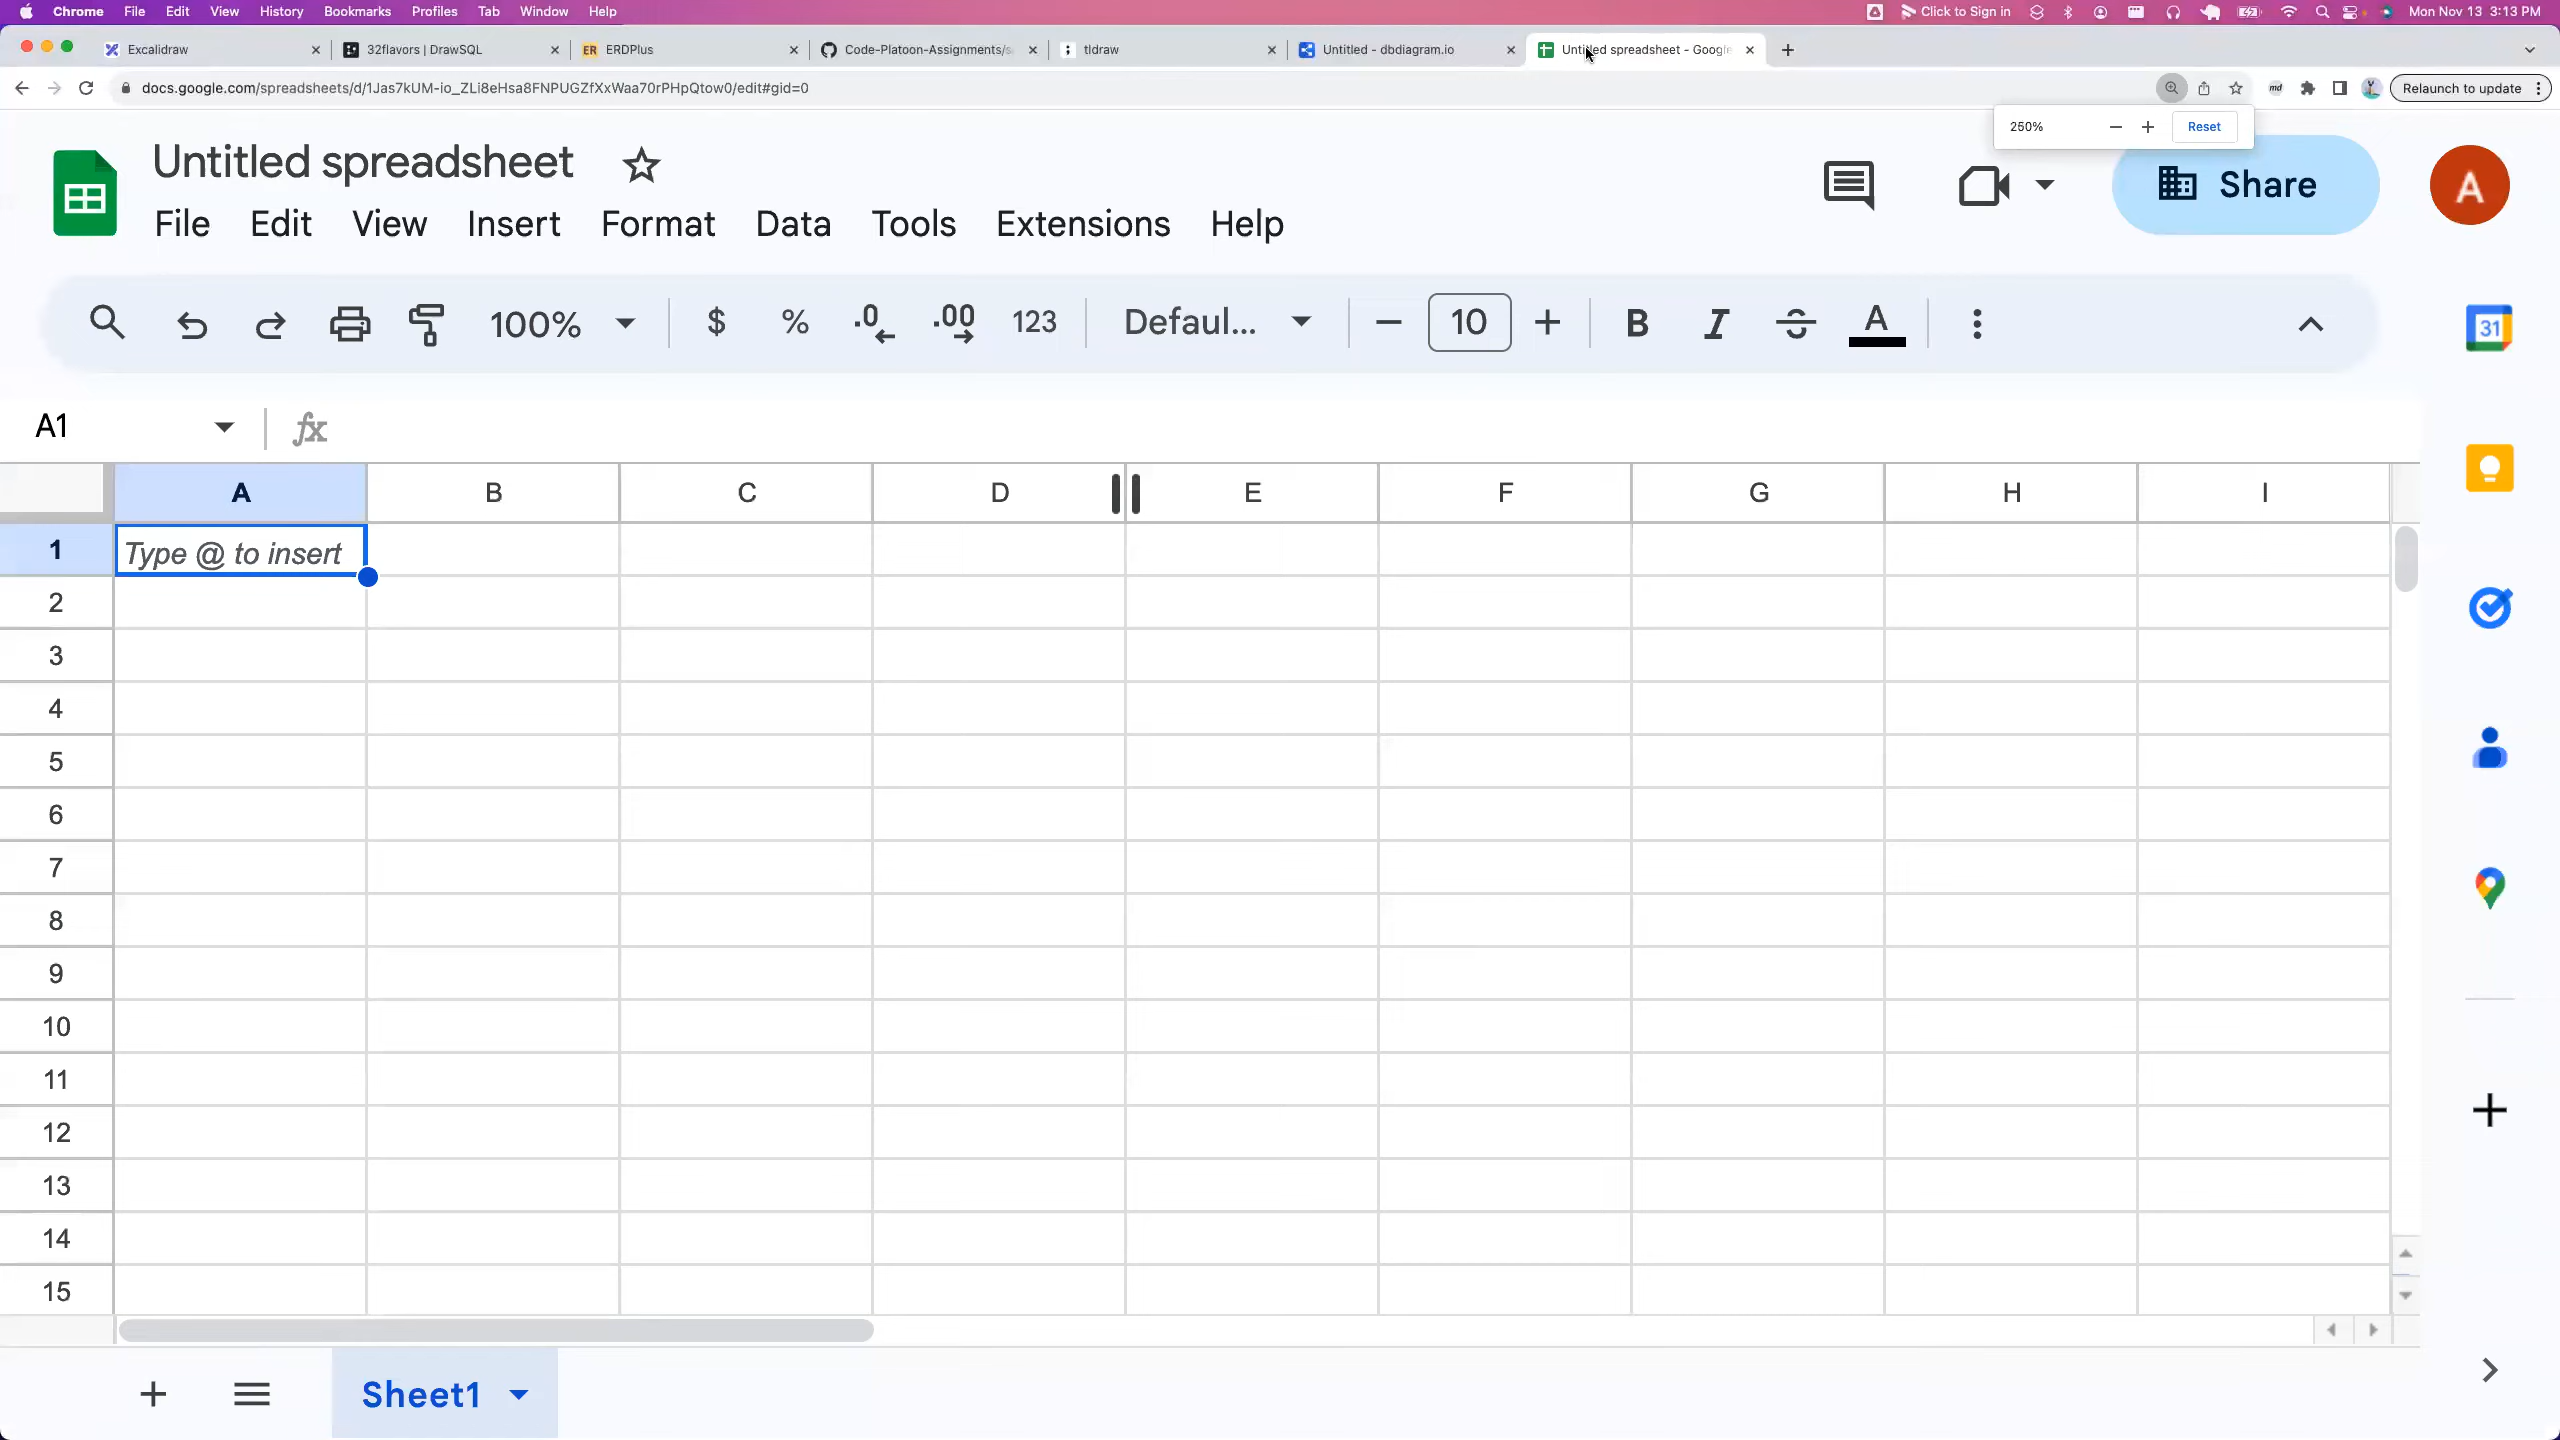 Chrome File Edit View History Bookmarks Profiles Tab Window Help Click to Sign in Mon Nov 13 3:13 PM
Excalidraw 32flavors | DrawSQL ER ERDPlus Code-Platoon-Assignments/s tldraw Untitled - dbdiagram.io Untitled spreadsheet - Google
docs.google.com/spreadsheets/d/1Jas7kUM-io_ZLi8eHsa8FNPUGZfXxWaa70rPHpQtow0/edit#gid=0 md Relaunch to update
250% Reset
Untitled spreadsheet
Share A
File Edit View Insert Format Data Tools Extensions Help
100% $ % .0 .00 123 Defaul... 10 B I S A 31
A1 fx
A B C D E F G H I
1 Type @ to insert
2
3
4
5
6
7
8
9
10
11
12
13
14
15
Sheet1